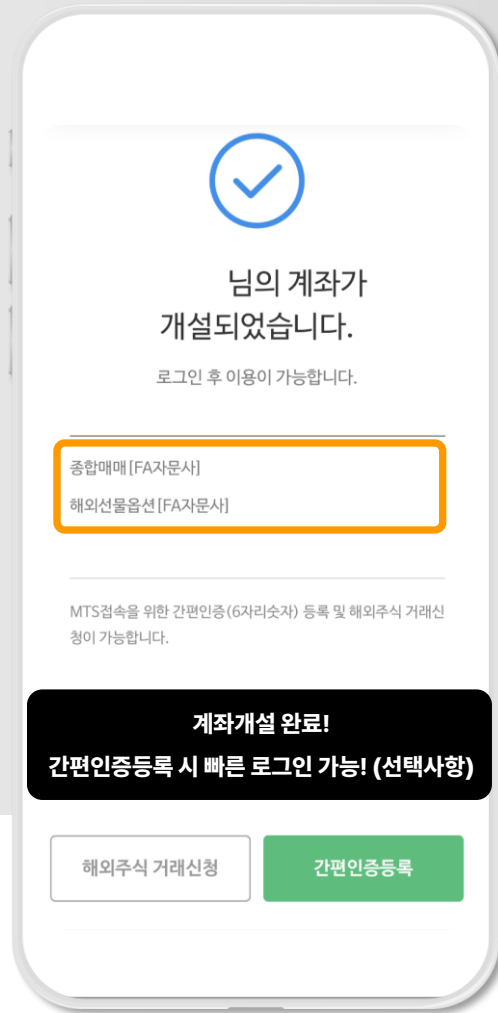 님의 계좌가
개설되었습니다.
로그인 후 이용이 가능합니다.
종합매매[FA자문사]
해외선물옵션[FA자문사]
MTS접속을 위한 간편인증(6자리숫자) 등록 및 해외주식 거래신
청이 가능합니다.
계좌개설 완료!
간편인증등록 시 빠른 로그인 가능! (선택사항)
해외주식 거래신청
간편인증등록